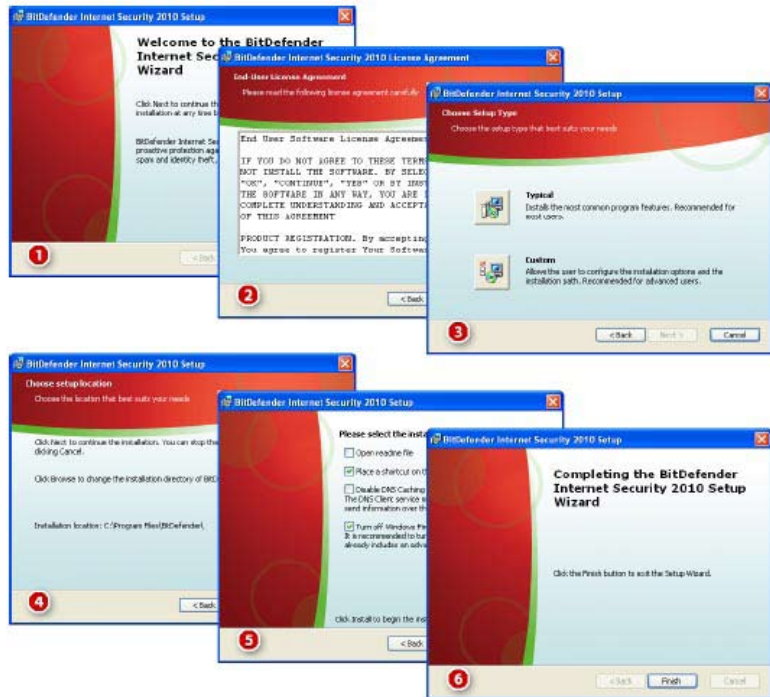 BitDefender Internet Security 2010 Setup
Welcome to the BitDefender
Internet Sec
Wizard
Click Next to continue th
installation at any time b
BitDefender Internet Se
proactive protection aga
spam and identity theft.
< Back
1
BitDefender Internet Security 2010 License Agreement
End-User License Agreement
Please read the following license agreement carefully
End User Software License Agreeme
IF YOU DO NOT AGREE TO THESE TERM
NOT INSTALL THE SOFTWARE. BY SELE
"OK", "CONTINUE", "YES" OR BY INS
THE SOFTWARE IN ANY WAY, YOU ARE
COMPLETE UNDERSTANDING AND ACCEPT
OF THIS AGREEMENT
PRODUCT REGISTRATION. By accepting
You agree to register Your Softwa
< Back
2
BitDefender Internet Security 2010 Setup
Choose Setup Type
Choose the setup type that best suits your needs
Typical
Installs the most common program features. Recommended for
most users.
Custom
Allows the user to configure the installation options and the
installation path. Recommended for advanced users.
3
< Back Next > Cancel
BitDefender Internet Security 2010 Setup
Choose setup location
Choose the location that best suits your needs
Click Next to continue the installation. You can stop the
clicking Cancel.
Click Browse to change the installation directory of BitD
Installation location: C:\Program Files\BitDefender\,
< Back
4
BitDefender Internet Security 2010 Setup
Please select the insta
Open readme file
Place a shortcut on th
Disable DNS Caching
The DNS Client service
send information over th
Turn off Windows Fir
It is recommended to tur
already includes an adva
Click Install to begin the ins
< Back
5
BitDefender Internet Security 2010 Setup
Completing the BitDefender
Internet Security 2010 Setup
Wizard
Click the Finish button to exit the Setup Wizard.
6
< Back Finish Cancel